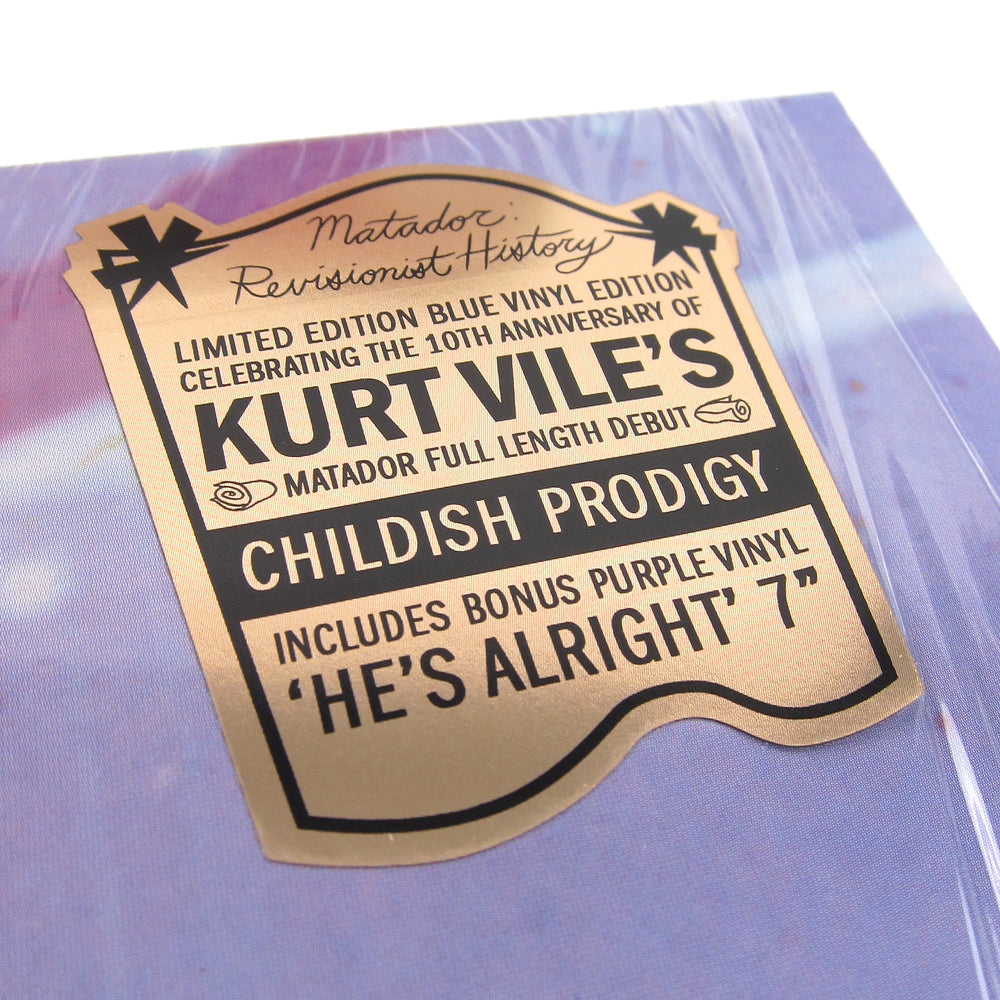 Matador:
Revisionist History
LIMITED EDITION BLUE VINYL EDITION
CELEBRATING THE 10TH ANNIVERSARY OF
KURT VILE'S
MATADOR FULL LENGTH DEBUT
CHILDISH PRODIGY
INCLUDES BONUS PURPLE VINYL
‘HE’S ALRIGHT’ 7”